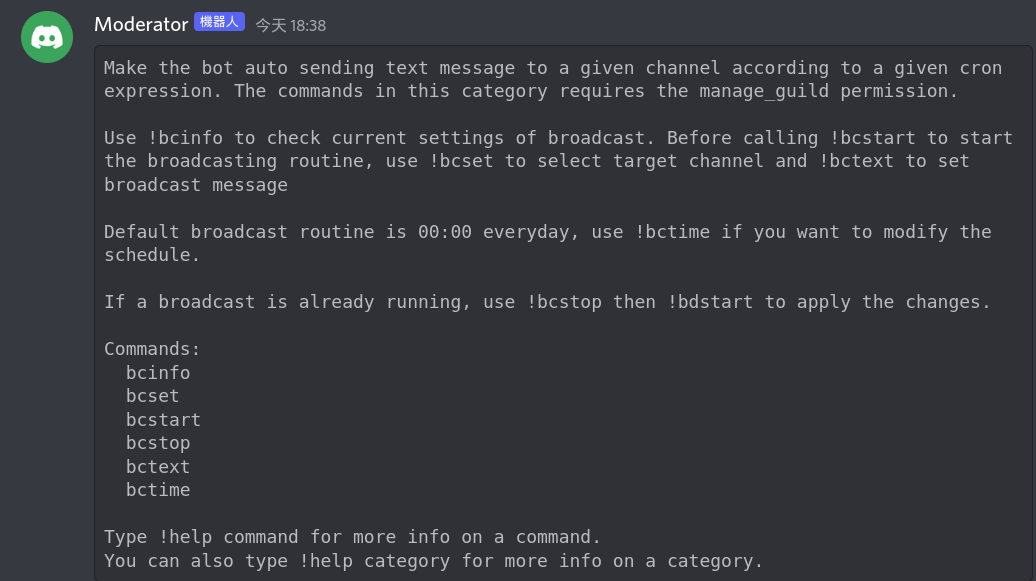 Moderator 機器人 今天 18:38
Make the bot auto sending text message to a given channel according to a given cron
expression. The commands in this category requires the manage_guild permission.
Use !bcinfo to check current settings of broadcast. Before calling !bcstart to start
the broadcasting routine, use !bcset to select target channel and !bctext to set
broadcast message
Default broadcast routine is 00:00 everyday, use !bctime if you want to modify the
schedule.
If a broadcast is already running, use !bcstop then !bdstart to apply the changes.
Commands:
bcinfo
bcset
bcstart
bcstop
bctext
bctime
Type !help command for more info on a command.
You can also type !help category for more info on a category.